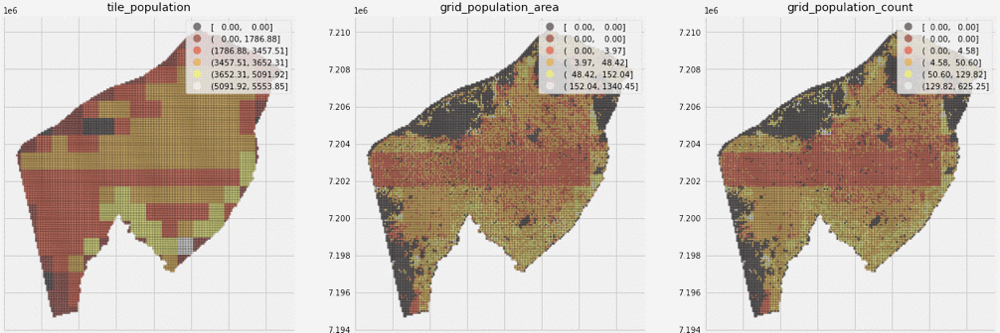 tile_population
1e6
[ 0.00, 0.00]
( 0.00, 1786.88]
(1786.88, 3457.51]
(3457.51, 3652.31]
(3652.31, 5091.92]
(5091.92, 5553.85]
grid_population_area
1e6
7.210
7.208
7.206
7.204
7.202
7.200
7.198
7.196
7.194
[ 0.00, 0.00]
( 0.00, 0.00]
( 0.00, 3.97]
( 3.97, 48.42]
( 48.42, 152.04]
( 152.04, 1340.45]
grid_population_count
1e6
7.210
7.208
7.206
7.204
7.202
7.200
7.198
7.196
7.194
[ 0.00, 0.00]
( 0.00, 0.00]
( 0.00, 4.58]
( 4.58, 50.60]
( 50.60, 129.82]
(129.82, 625.25]